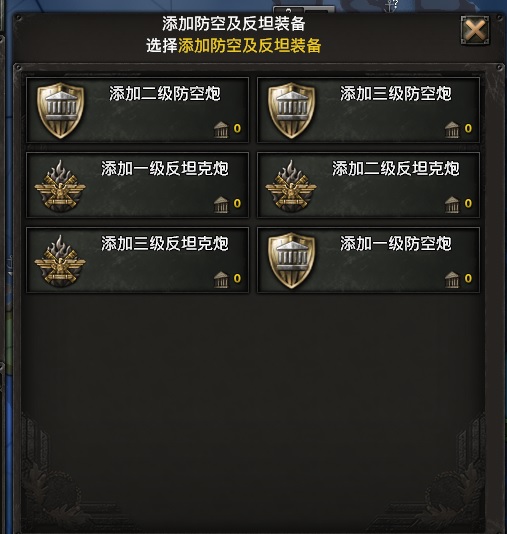 添加防空及反坦装备
选择添加防空及反坦装备
添加二级防空炮
0
添加三级防空炮
0
添加一级反坦克炮
0
添加二级反坦克炮
0
添加三级反坦克炮
0
添加一级防空炮
0